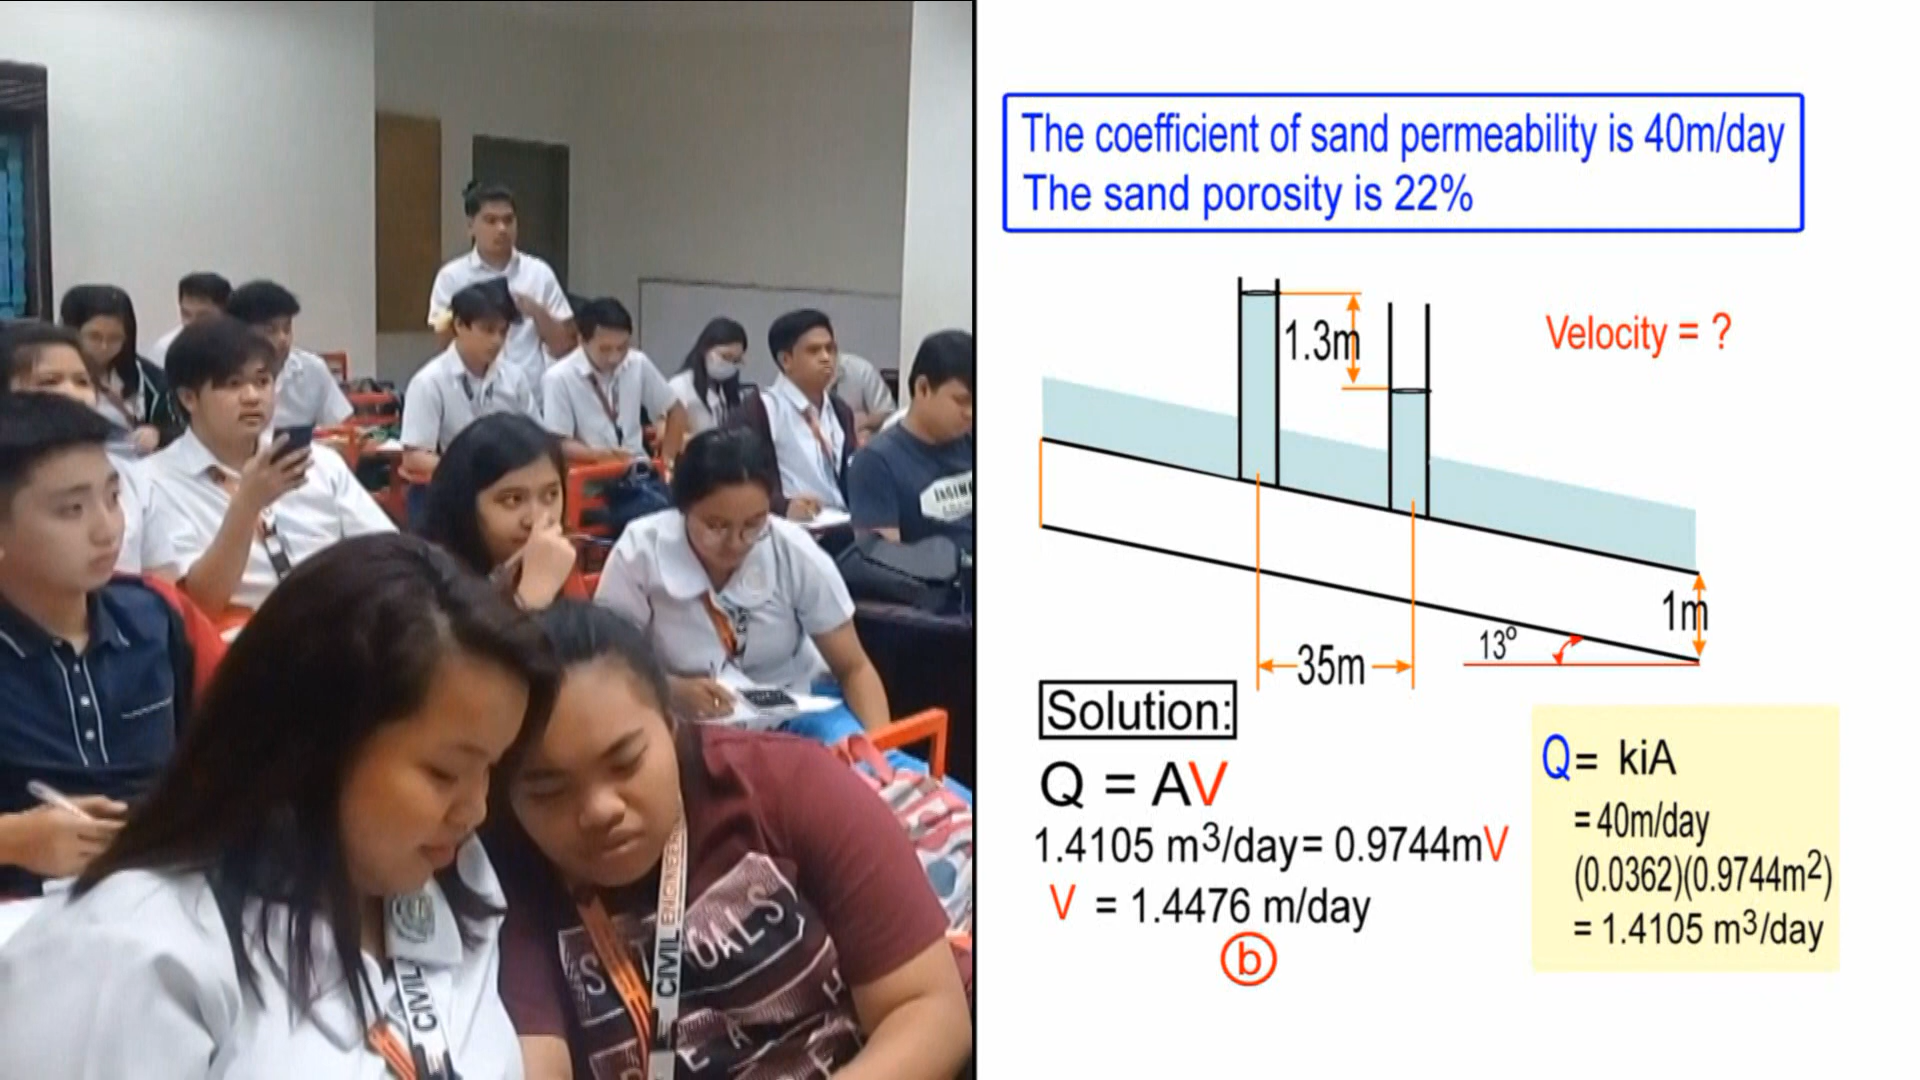 The coefficient of sand permeability is 40m/day
The sand porosity is 22%
1.3m
Velocity = ?
1m
13°
35m
Solution:
Q = AV
1.4105 m³/day= 0.9744mV
V = 1.4476 m/day
b
Q= kiA
= 40m/day
(0.0362)(0.9744m²)
= 1.4105 m³/day
CIVIL
CIVIL ENGINEER